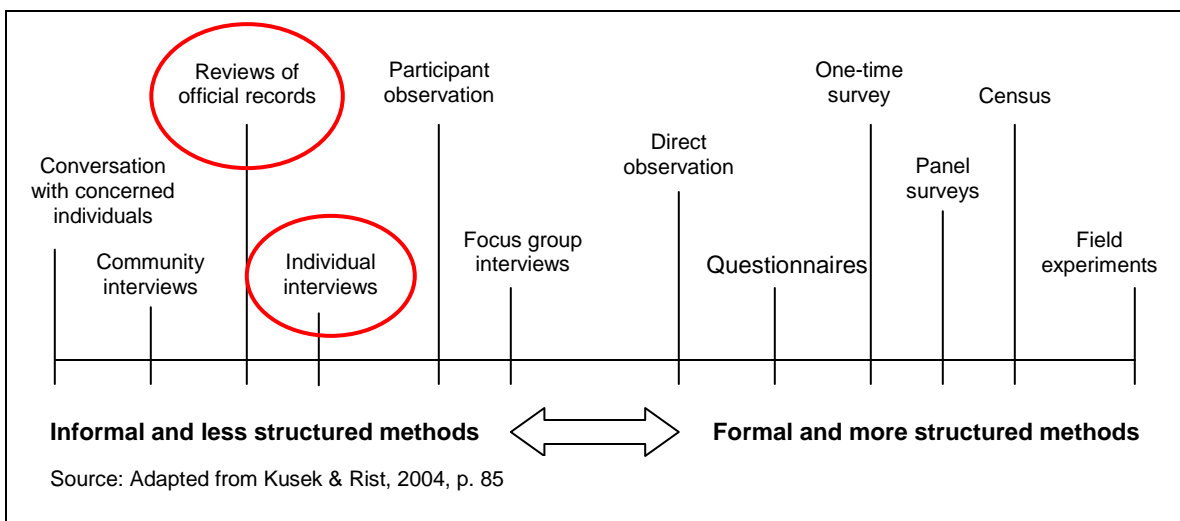 Reviews of
official records
Participant
observation
One-time
survey
Census
Conversation
with concerned
individuals
Direct
observation
Panel
surveys
Community
interviews
Individual
interviews
Focus group
interviews
Questionnaires
Field
experiments
Informal and less structured methods
Formal and more structured methods
Source: Adapted from Kusek & Rist, 2004, p. 85